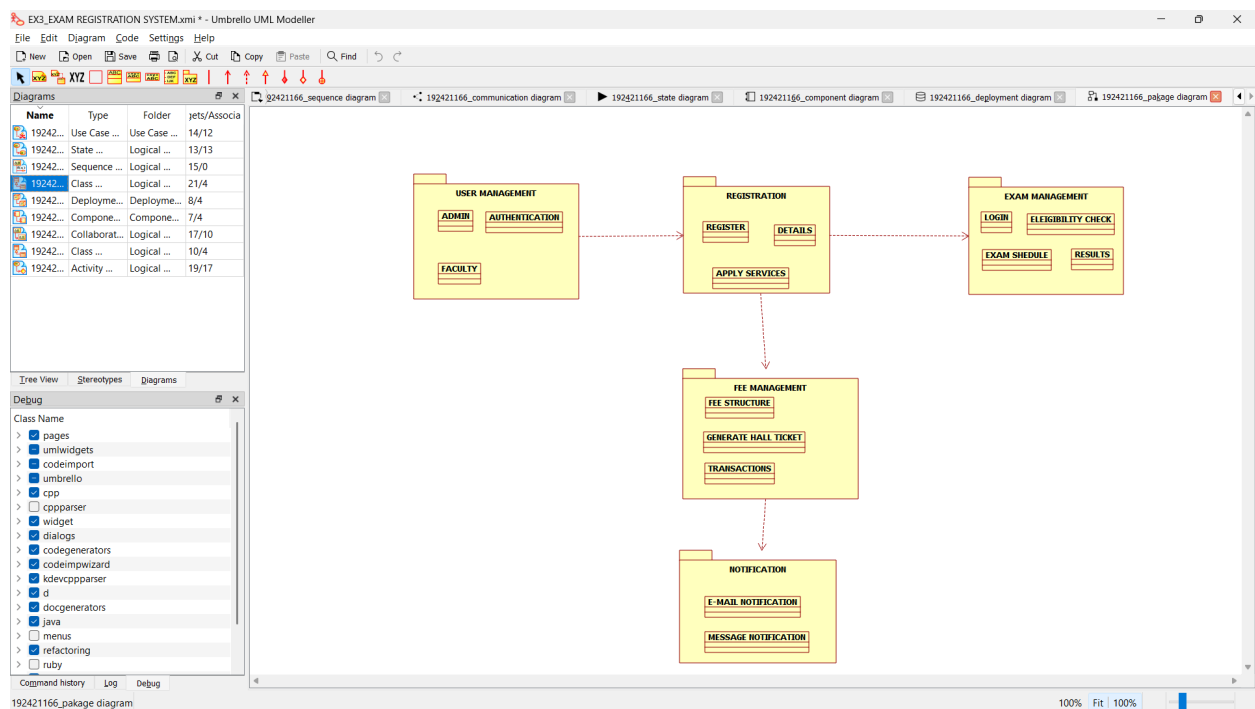 EX3_EXAM REGISTRATION SYSTEM.xmi * - Umbrello UML Modeller
File Edit Diagram Code Settings Help
New Open Save Cut Copy Paste Find
XYZ XYZ ABC ABC ABC XYZ
Diagrams
92421166_sequence diagram 192421166_communication diagram 192421166_state diagram 192421166_component diagram 192421166_deployment diagram 192421166_pakage diagram
Name Type Folder jets/Associa
19242... Use Case ... Use Case ... 14/12
19242... State ... Logical ... 13/13
19242... Sequence ... Logical ... 15/0
19242... Class ... Logical ... 21/4
19242... Deployme... Deployme... 8/4
19242... Compone... Compone... 7/4
19242... Collaborat... Logical ... 17/10
19242... Class ... Logical ... 10/4
19242... Activity ... Logical ... 19/17
Tree View Stereotypes Diagrams
Debug
Class Name
pages
umlwidgets
codeimport
umbrello
cpp
cppparser
widget
dialogs
codegenerators
codeimpwizard
kdevcppparser
d
docgenerators
java
menus
refactoring
ruby
Command history Log Debug
USER MANAGEMENT
ADMIN AUTHENTICATION
FACULTY
REGISTRATION
REGISTER DETAILS
APPLY SERVICES
EXAM MANAGEMENT
LOGIN ELEIGIBILITY CHECK
EXAM SHEDULE RESULTS
FEE MANAGEMENT
FEE STRUCTURE
GENERATE HALL TICKET
TRANSACTIONS
NOTIFICATION
E-MAIL NOTIFICATION
MESSAGE NOTIFICATION
192421166_pakage diagram 100% Fit 100%